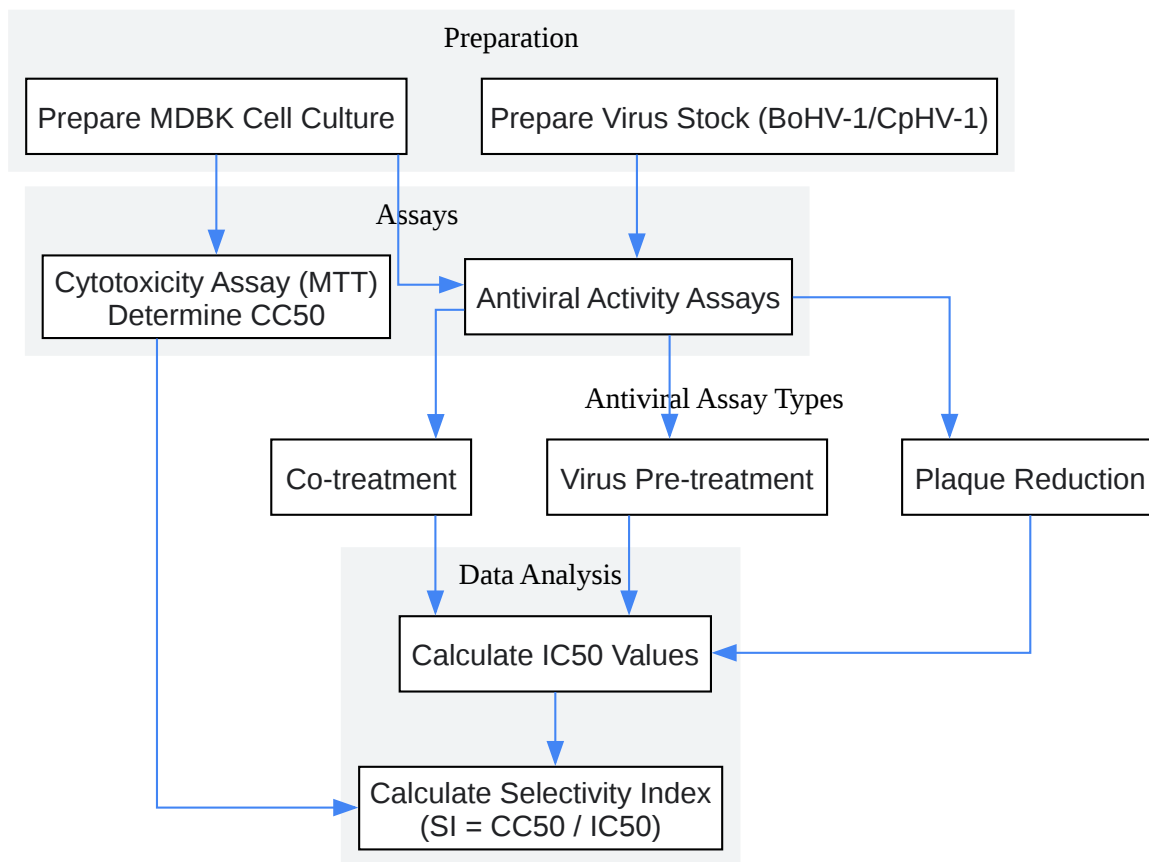 Preparation
Prepare MDBK Cell Culture
Prepare Virus Stock (BoHV-1/CpHV-1)
Assays
Cytotoxicity Assay (MTT)
Determine CC50
Antiviral Activity Assays
Antiviral Assay Types
Co-treatment
Virus Pre-treatment
Plaque Reduction
Data Analysis
Calculate IC50 Values
Calculate Selectivity Index
(SI = CC50 / IC50)